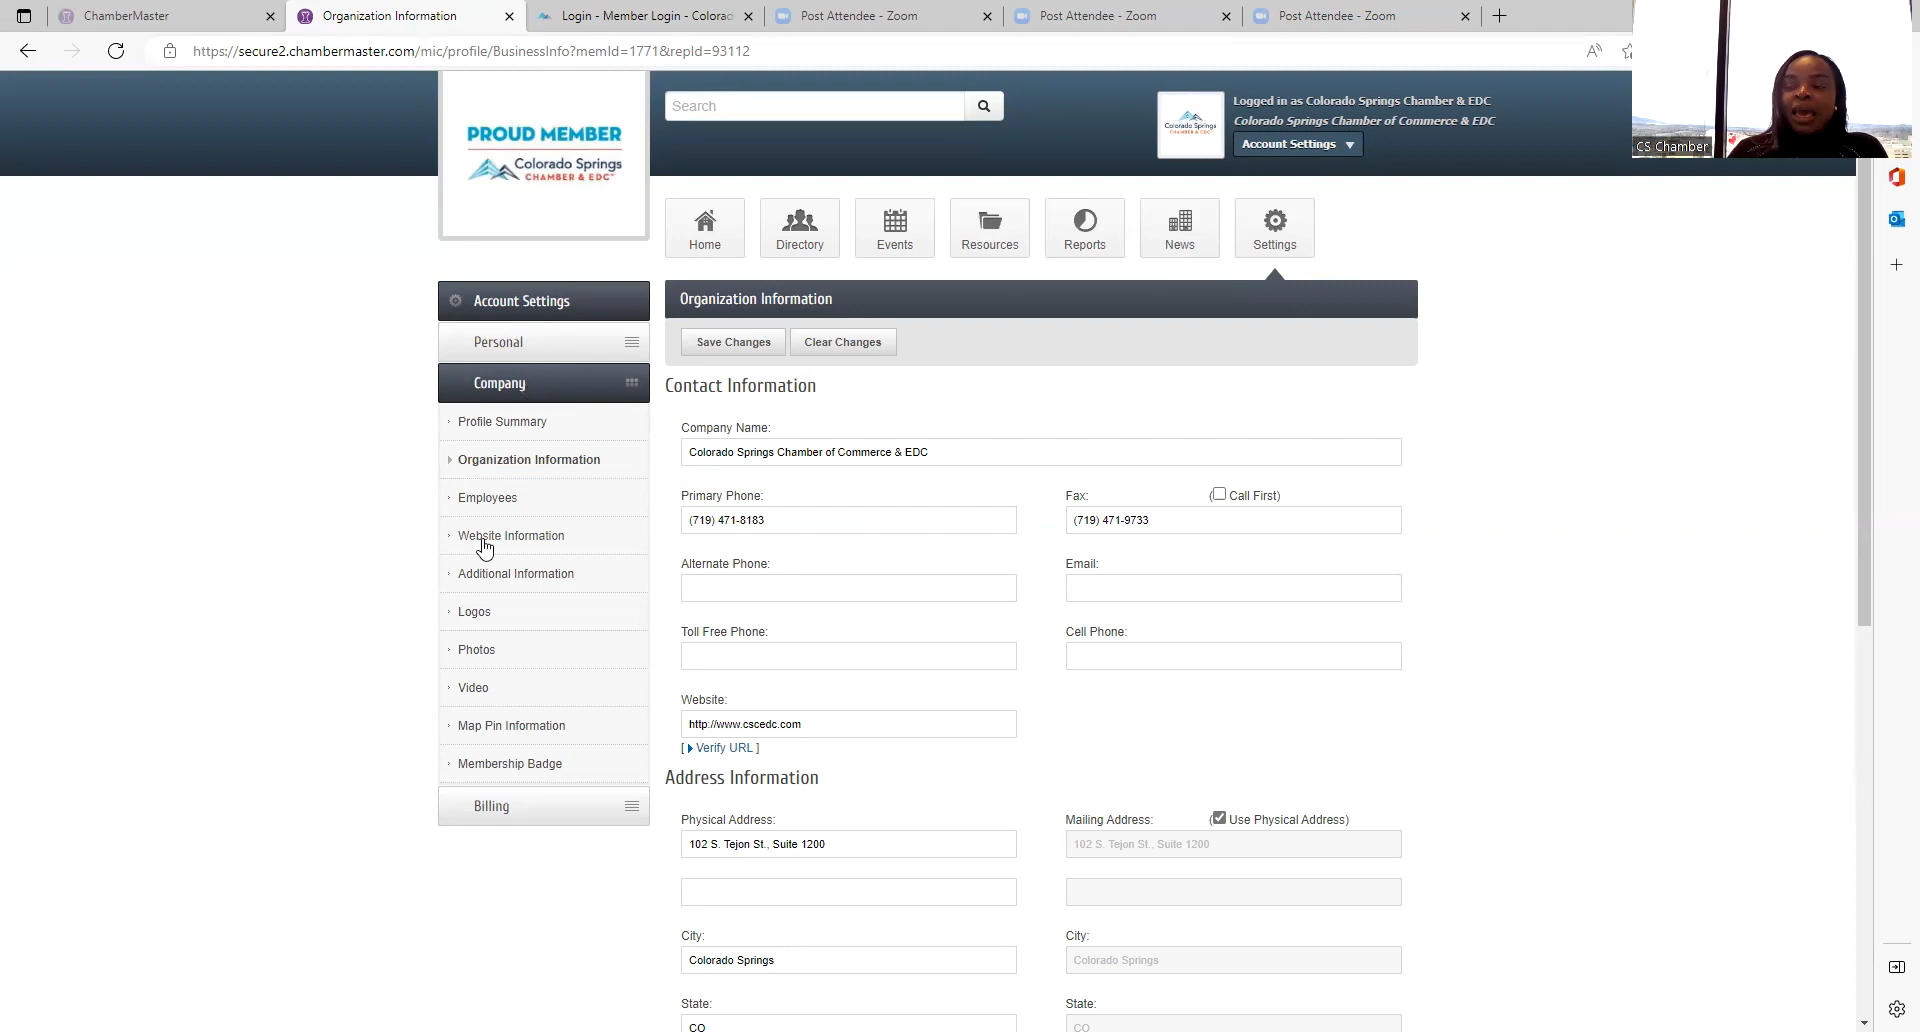 ChamberMaster
Organization Information
Login - Member Login - Colorad
Post Attendee - Zoom
Post Attendee - Zoom
Post Attendee - Zoom
https://secure2.chambermaster.com/mic/profile/BusinessInfo?memId=1771&repId=93112
PROUD MEMBER
Colorado Springs
CHAMBER & EDC
Search
Colorado Springs
CHAMBER & EDC
Logged in as Colorado Springs Chamber & EDC
Colorado Springs Chamber of Commerce & EDC
Account Settings
CS Chamber
Home
Directory
Events
Resources
Reports
News
Settings
Account Settings
Personal
Company
Profile Summary
Organization Information
Employees
Website Information
Additional Information
Logos
Photos
Video
Map Pin Information
Membership Badge
Billing
Organization Information
Save Changes
Clear Changes
Contact Information
Company Name:
Colorado Springs Chamber of Commerce & EDC
Primary Phone:
Fax:
(Call First)
(719) 471-8183
(719) 471-9733
Alternate Phone:
Email:
Toll Free Phone:
Cell Phone:
Website:
http://www.cscedc.com
[ Verify URL ]
Address Information
Physical Address:
Mailing Address:
(Use Physical Address)
102 S. Tejon St., Suite 1200
102 S. Tejon St., Suite 1200
City:
City:
Colorado Springs
Colorado Springs
State:
State:
CO
CO